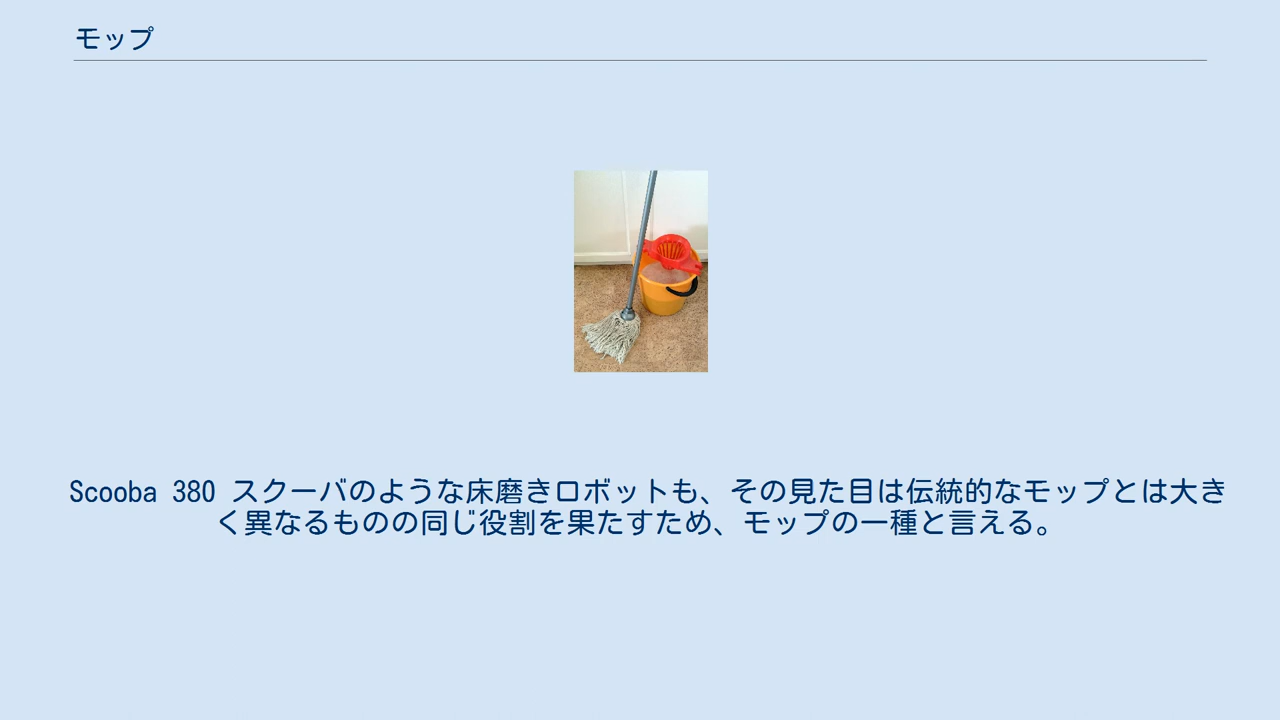 モップ
Scooba 380 スクーバのような床磨きロボットも、その見た目は伝統的なモップとは大き
く異なるものの同じ役割を果たすため、モップの一種と言える。